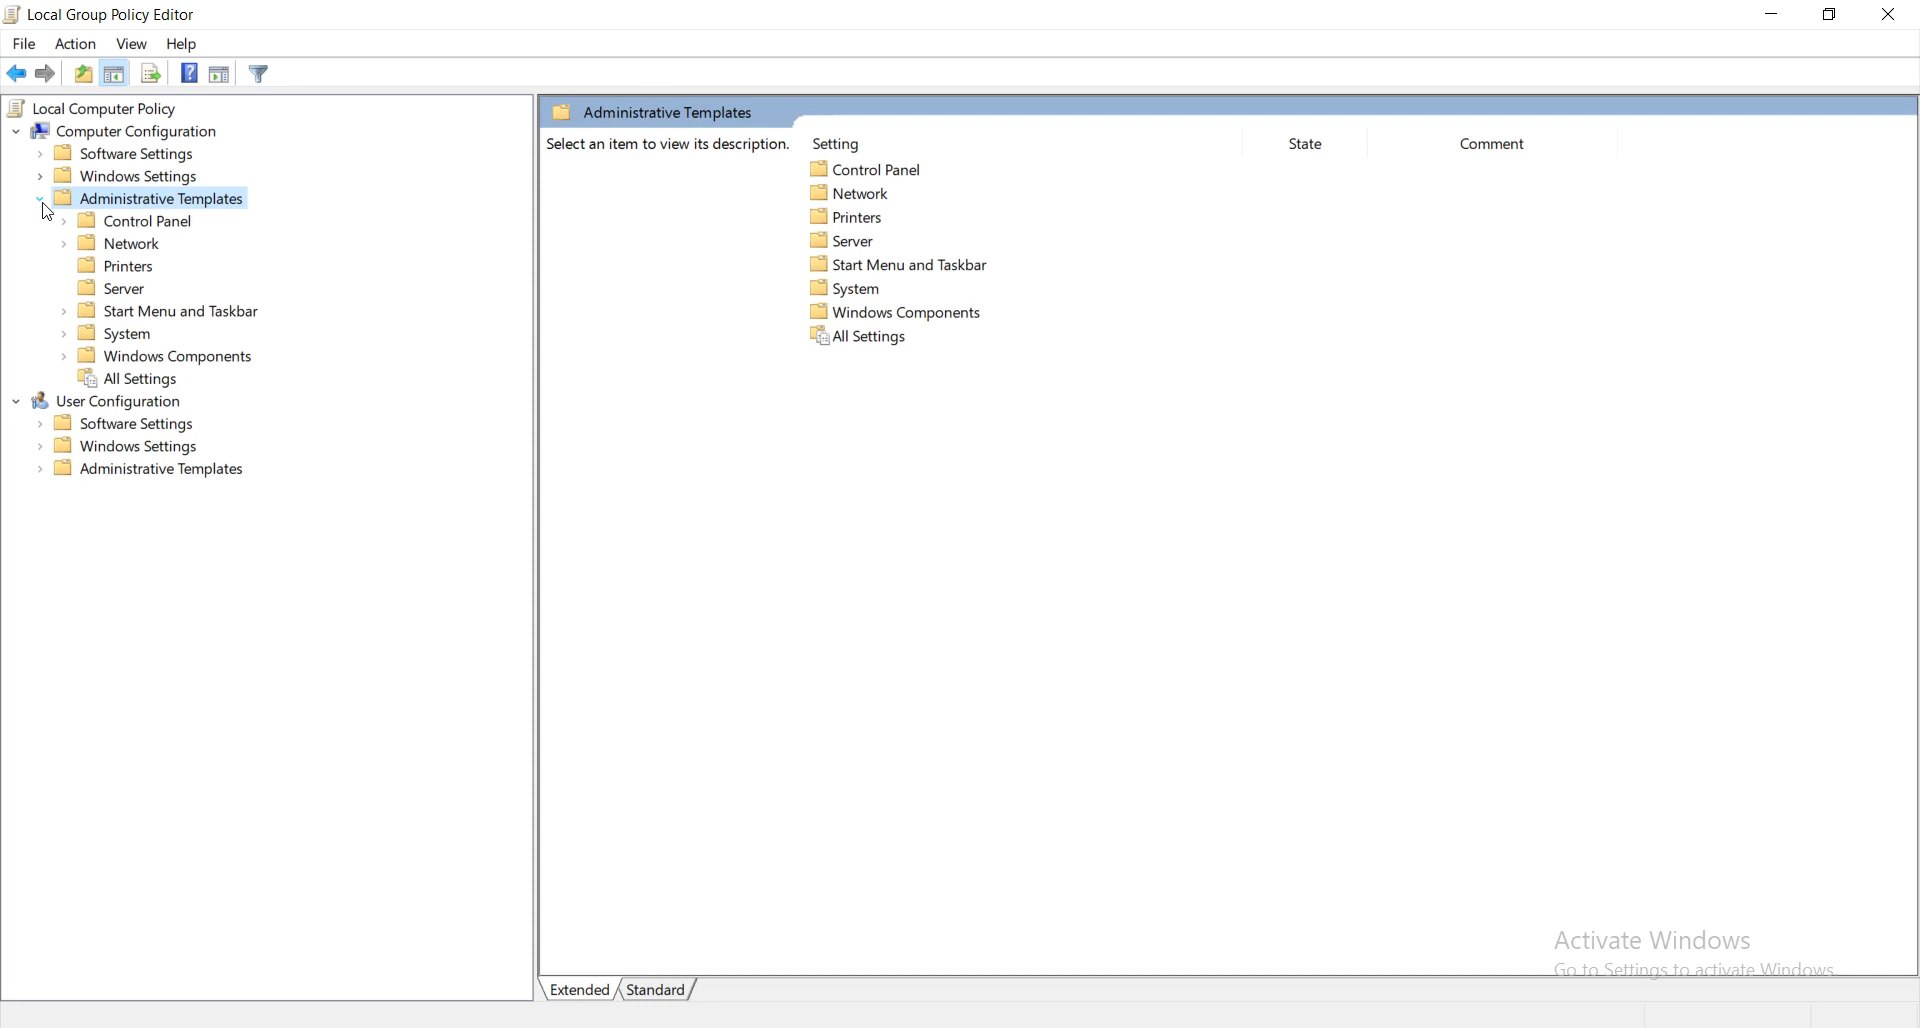 Local Group Policy Editor
File Action View Help
Local Computer Policy
Computer Configuration
Software Settings
Windows Settings
Administrative Templates
Control Panel
Network
Printers
Server
Start Menu and Taskbar
System
Windows Components
All Settings
User Configuration
Software Settings
Windows Settings
Administrative Templates
Administrative Templates
Select an item to view its description.
Setting State Comment
Control Panel
Network
Printers
Server
Start Menu and Taskbar
System
Windows Components
All Settings
Activate Windows
Go to Settings to activate Windows.
Extended Standard